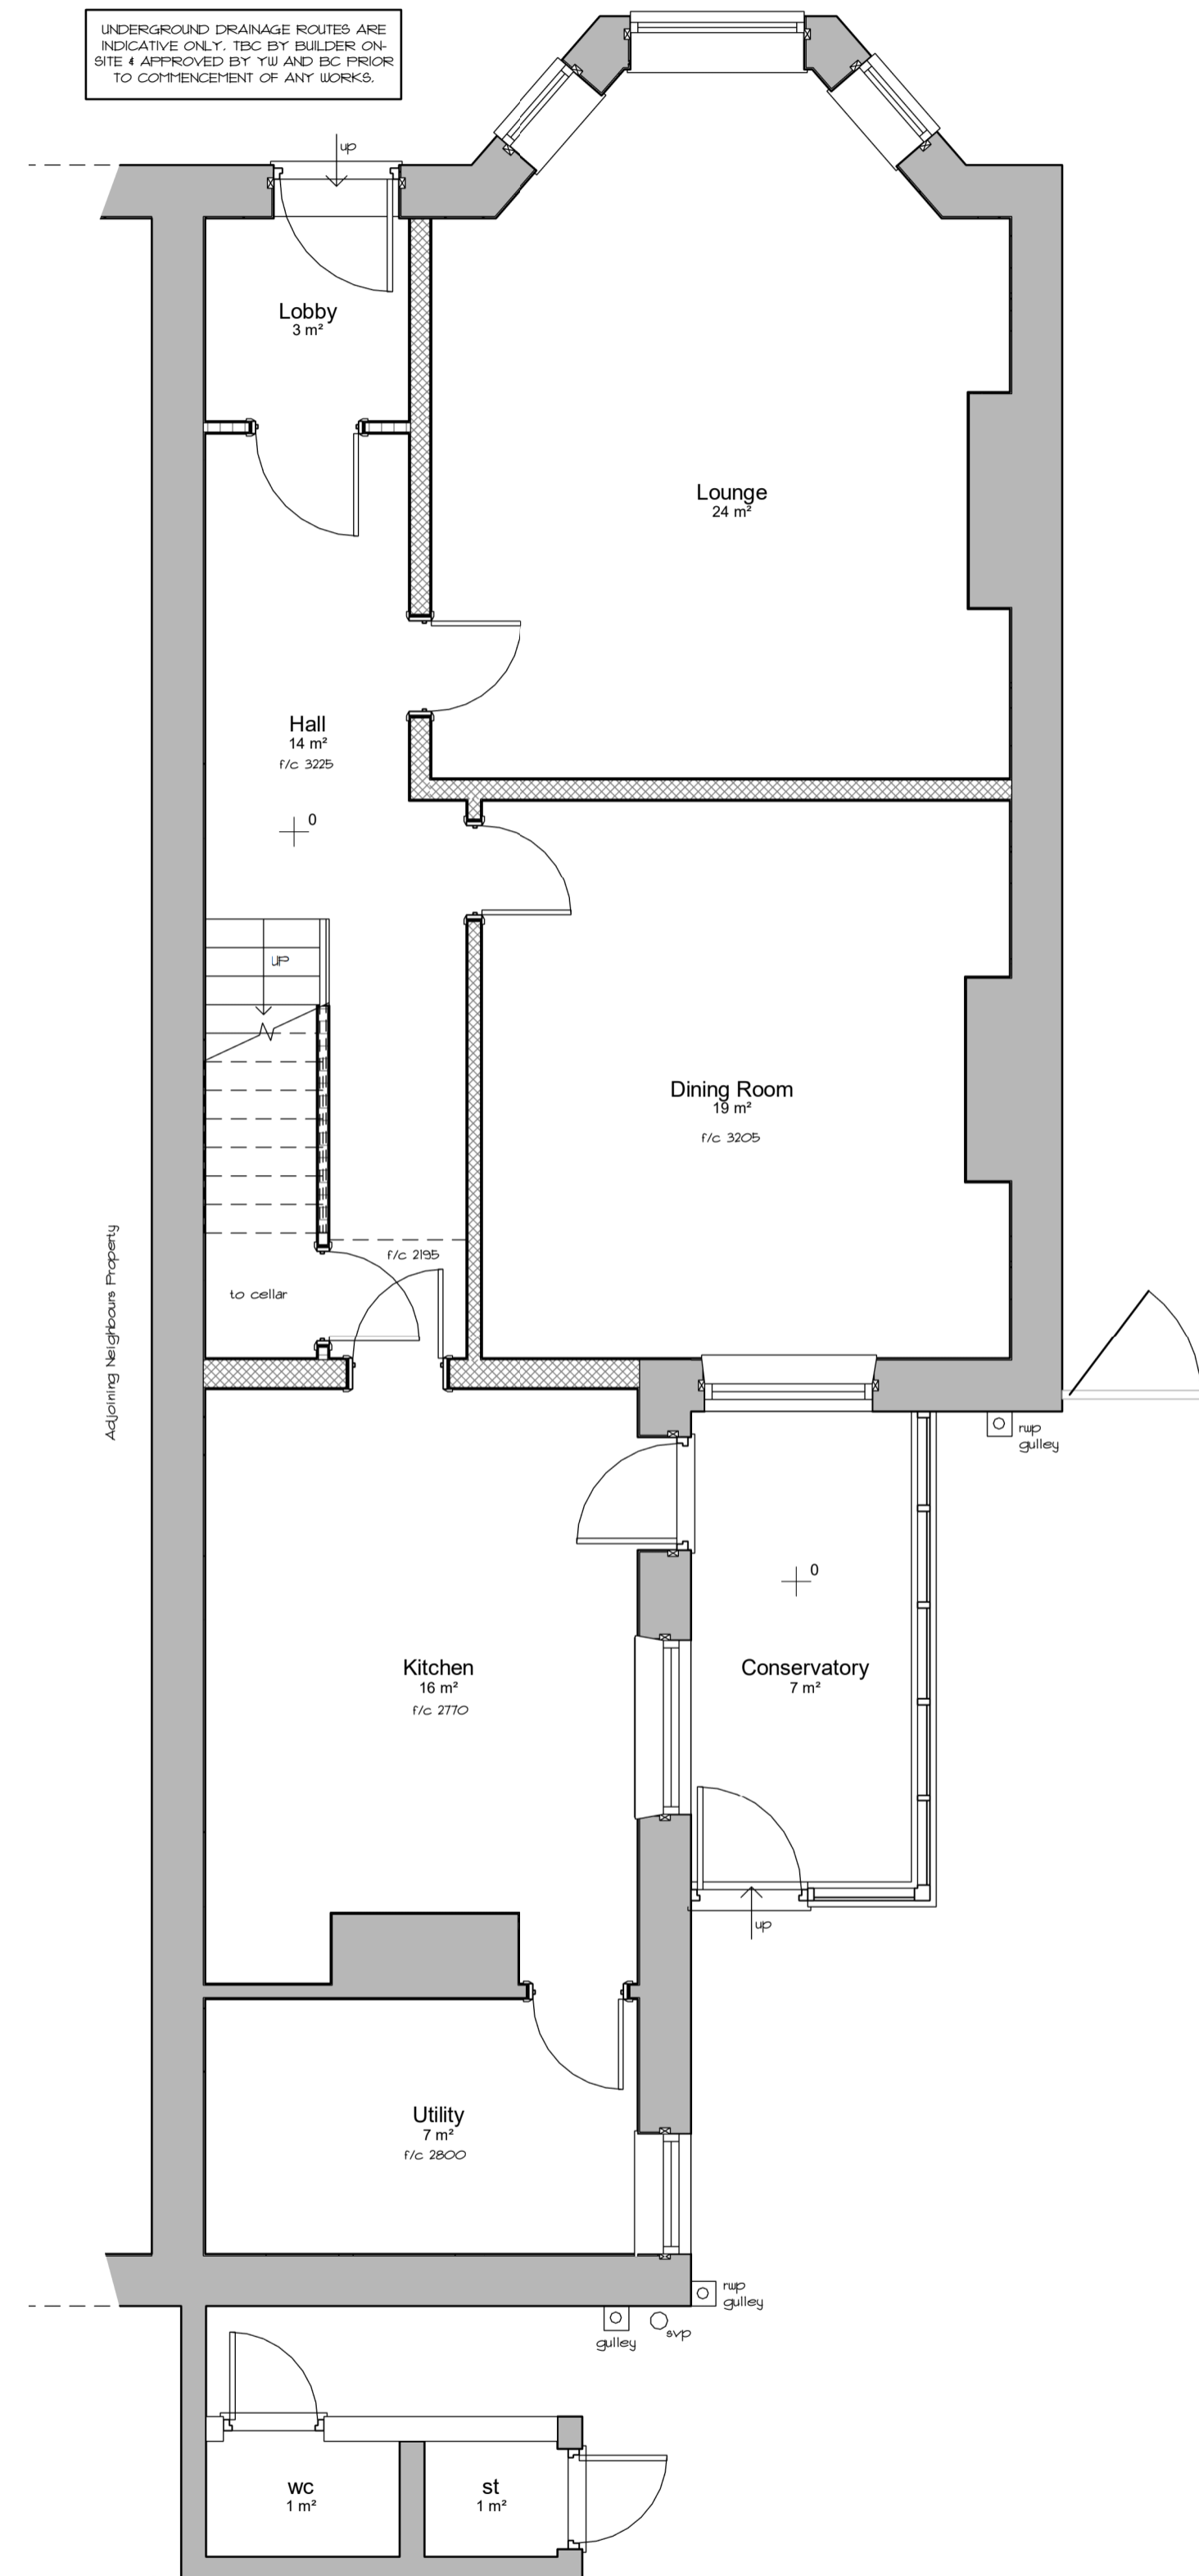 UNDERGROUND DRAINAGE ROUTES ARE
INDICATIVE ONLY. TBC BY BUILDER ON-
SITE & APPROVED BY YW AND BC PRIOR
TO COMMENCEMENT OF ANY WORKS.
up
Lobby
3 m²
Lounge
24 m²
Hall
14 m²
f/c 3225
0
UP
Dining Room
19 m²
f/c 3205
f/c 2195
to cellar
Adjoining Neighbours Property
rwp
gulley
0
Kitchen
16 m²
f/c 2770
Conservatory
7 m²
up
Utility
7 m²
f/c 2800
rwp
gulley
gulley
svp
wc
1 m²
st
1 m²